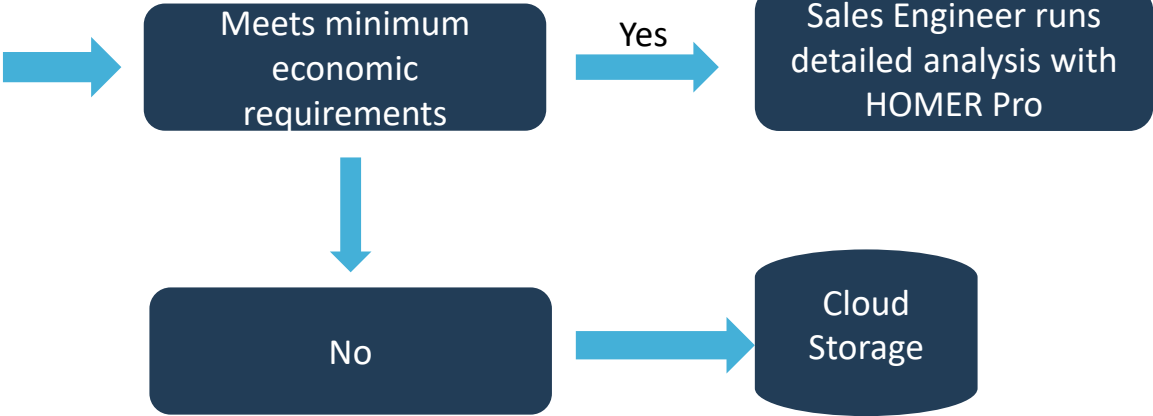 Meets minimum
economic
requirements
Yes
Sales Engineer runs
detailed analysis with
HOMER Pro
No
Cloud
Storage